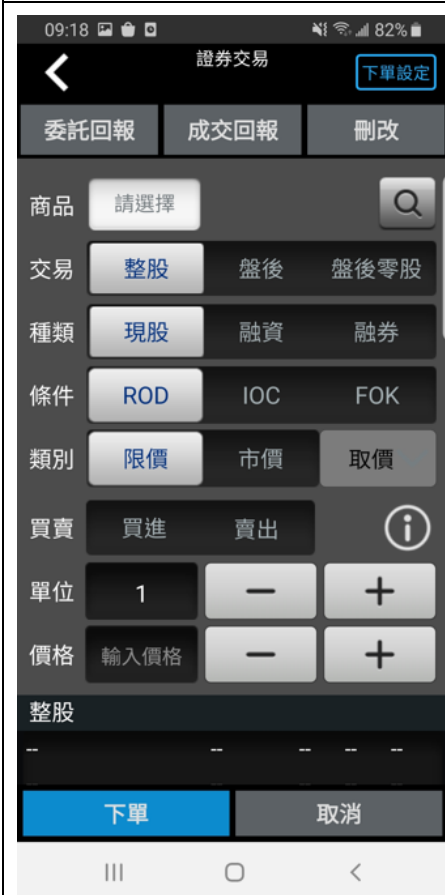 09:18 82%
證券交易
下單設定
委託回報 成交回報 刪改
商品 請選擇
交易 整股 盤後 盤後零股
種類 現股 融資 融券
條件 ROD IOC FOK
類別 限價 市價 取價
買賣 買進 賣出
單位 1 − +
價格 輸入價格 − +
整股
-- -- -- -- --
下單 取消